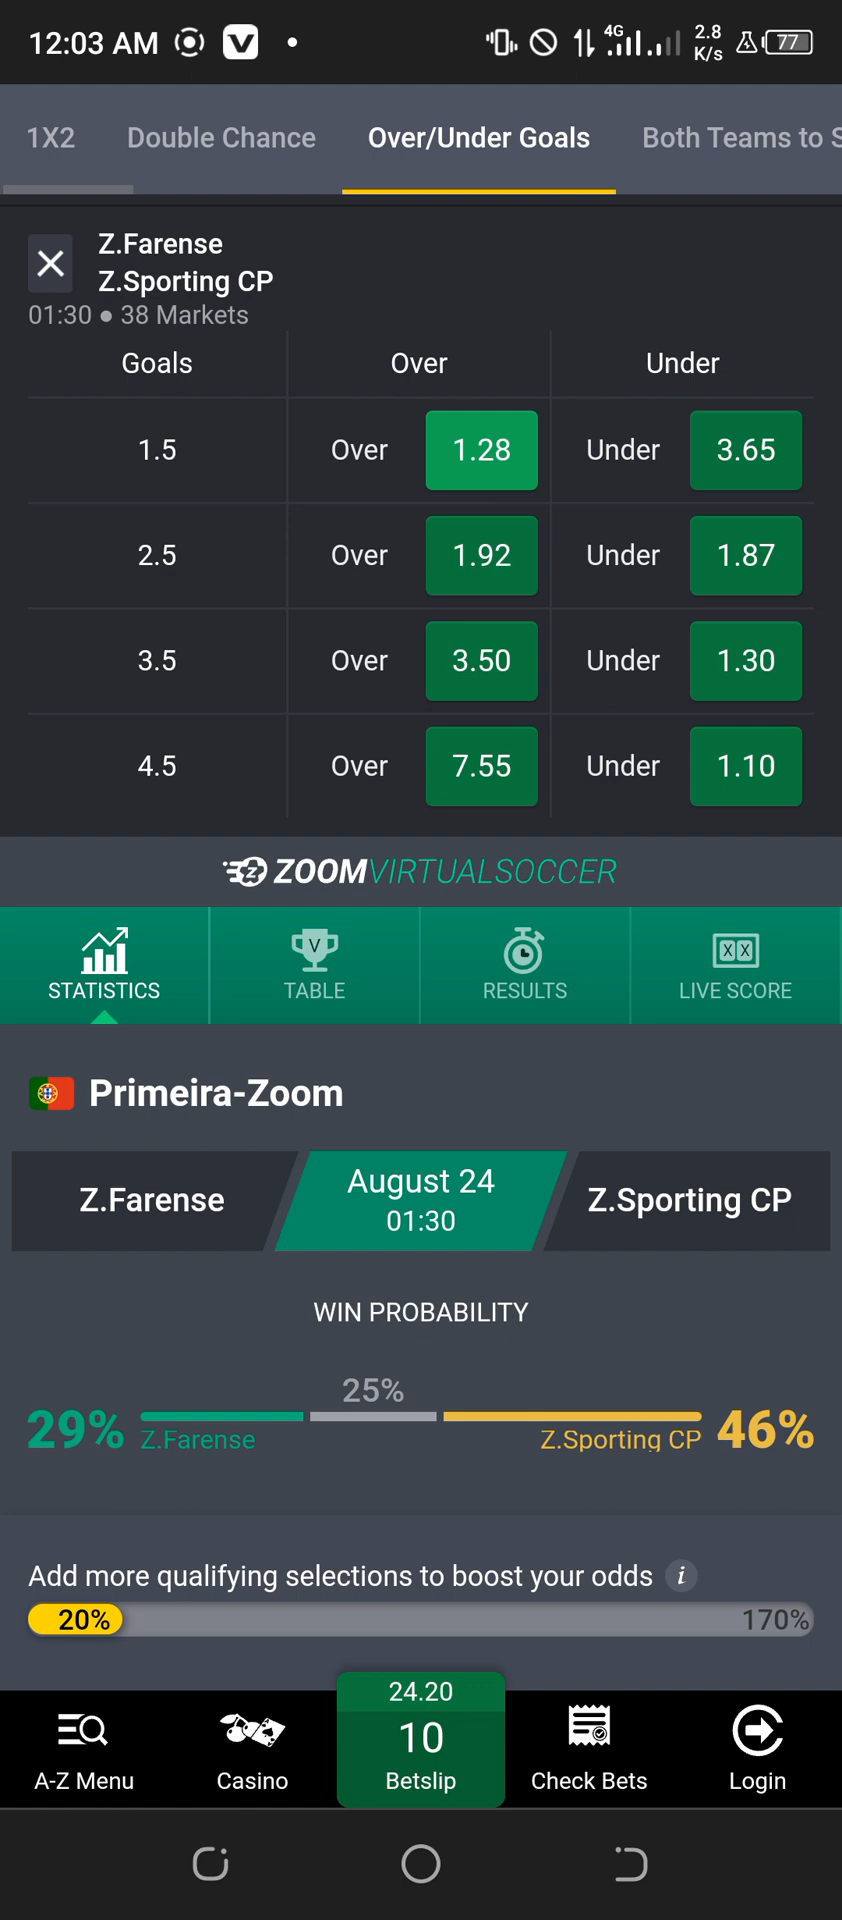 12:03 AM
4G
2.8
K/s
77
1X2 Double Chance Over/Under Goals Both Teams to S
Z.Farense
Z.Sporting CP
01:30 ● 38 Markets
Goals Over Under
1.5 Over 1.28 Under 3.65
2.5 Over 1.92 Under 1.87
3.5 Over 3.50 Under 1.30
4.5 Over 7.55 Under 1.10
ZOOMVIRTUALSOCCER
STATISTICS TABLE RESULTS LIVE SCORE
Primeira-Zoom
Z.Farense August 24 Z.Sporting CP
01:30
WIN PROBABILITY
25%
29% Z.Farense Z.Sporting CP 46%
Add more qualifying selections to boost your odds i
20% 170%
24.20
10
A-Z Menu Casino Betslip Check Bets Login